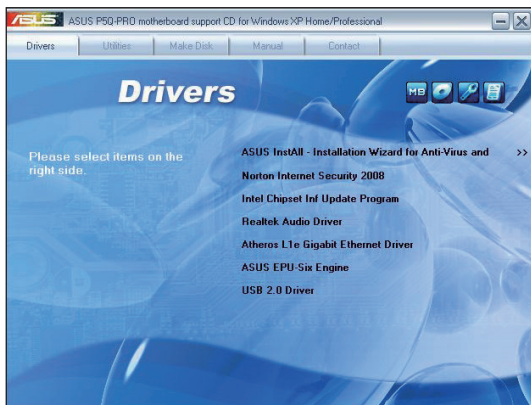 ASUS ASUS P5Q-PRO motherboard support CD for Windows XP Home/Professional
Drivers Utilities Make Disk Manual Contact
Drivers
MB
Please select items on the
right side.
ASUS InstAll - Installation Wizard for Anti-Virus and >>
Norton Internet Security 2008
Intel Chipset Inf Update Program
Realtek Audio Driver
Atheros L1e Gigabit Ethernet Driver
ASUS EPU-Six Engine
USB 2.0 Driver